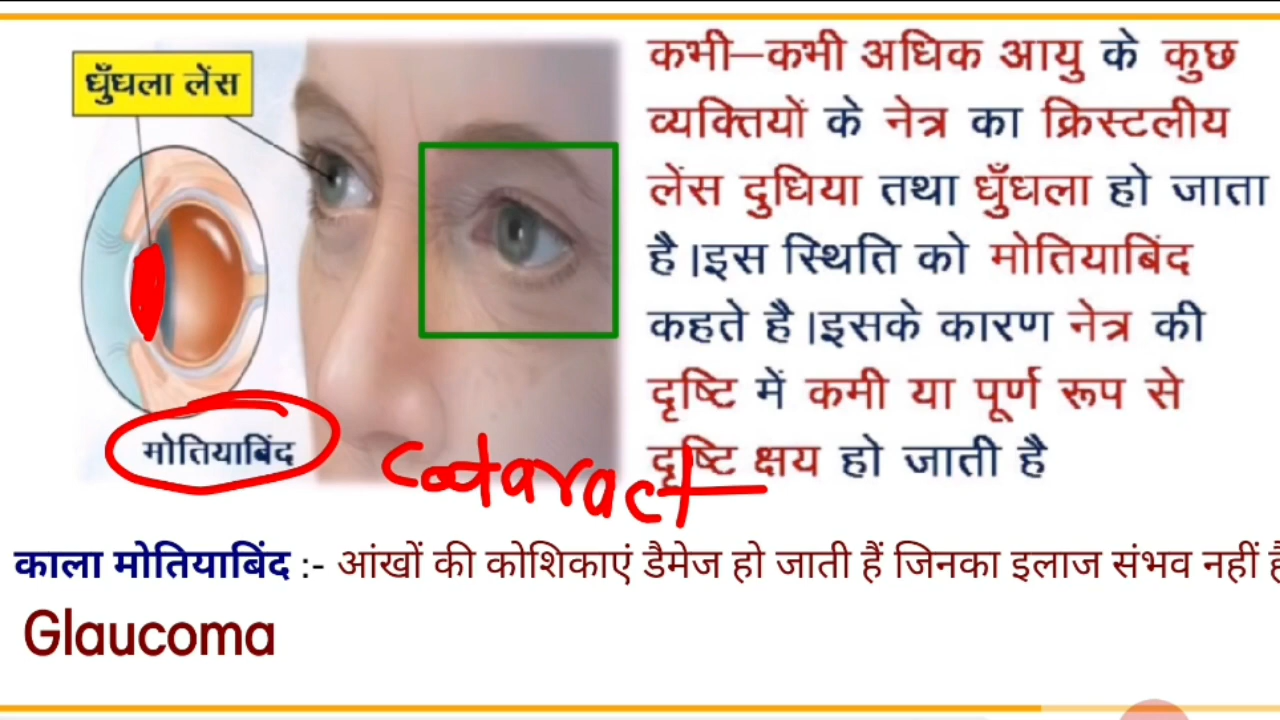 धुँधला लेंस
मोतियाबिंद
cataract
कभी–कभी अधिक आयु के कुछ
व्यक्तियों के नेत्र का क्रिस्टलीय
लेंस दुधिया तथा धुँधला हो जाता
है।इस स्थिति को मोतियाबिंद
कहते है।इसके कारण नेत्र की
दृष्टि में कमी या पूर्ण रूप से
दृष्टि क्षय हो जाती है
काला मोतियाबिंद :- आंखों की कोशिकाएं डैमेज हो जाती हैं जिनका इलाज संभव नहीं है
Glaucoma